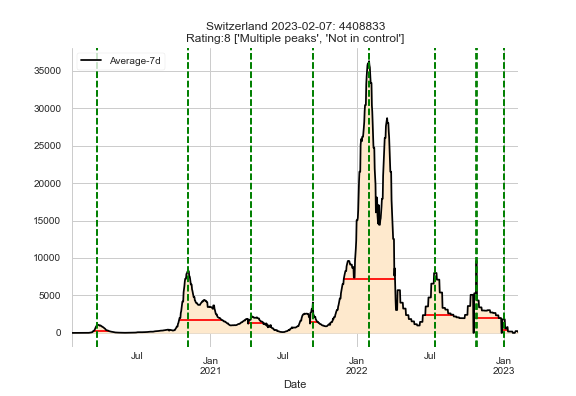 Switzerland 2023-02-07: 4408833
Rating:8 ['Multiple peaks', 'Not in control']
Average-7d
35000
30000
25000
20000
15000
10000
5000
0
Jul
Jan
2021
Jul
Jan
2022
Jul
Jan
2023
Date